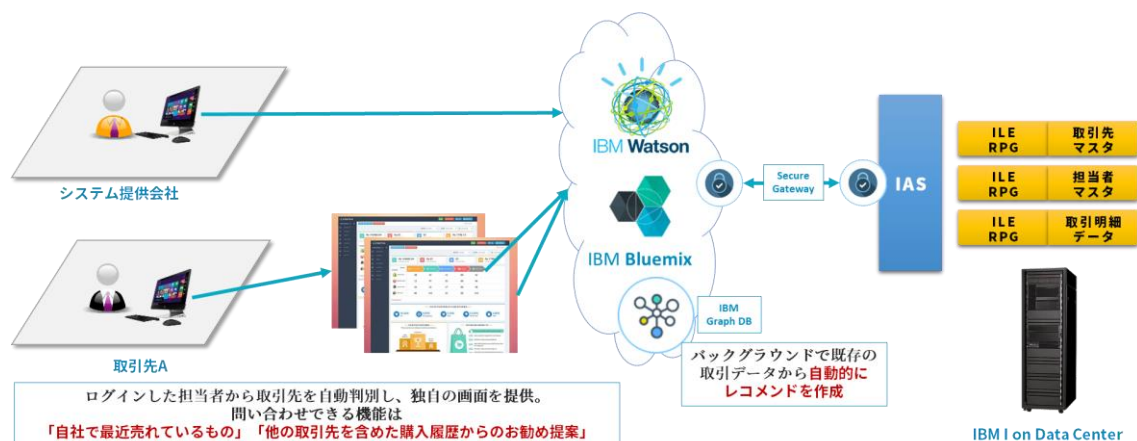 IBM Watson
IBM Bluemix
IBM
Graph DB
Secure
Gateway
IAS
ILE
RPG
取引先
マスタ
ILE
RPG
担当者
マスタ
ILE
RPG
取引明細
データ
システム提供会社
取引先A
ログインした担当者から取引先を自動判別し、独自の画面を提供。
問い合わせできる機能は
「自社で最近売れているもの」「他の取引先を含めた購入履歴からのお勧め提案」
バックグラウンドで既存の
取引データから自動的に
レコメンドを作成
IBM I on Data Center